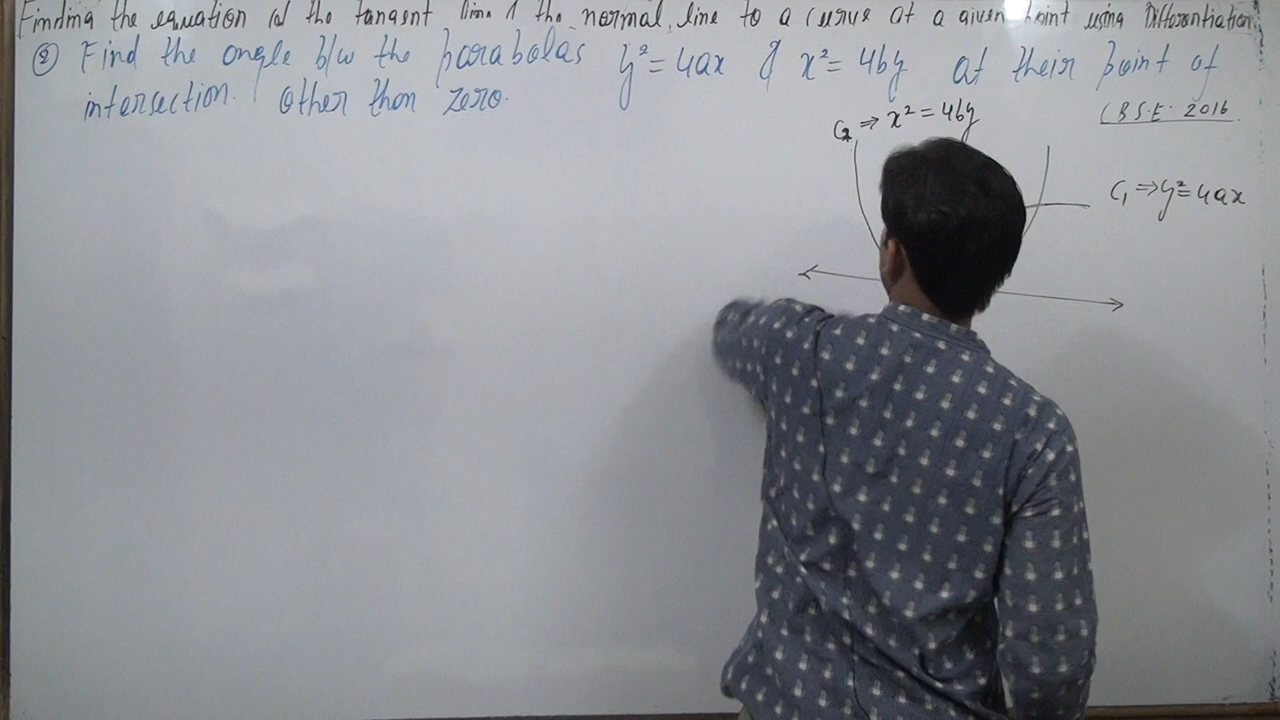 Finding the equation of the tangent line & the normal line to a curve at a given point using Differentiation
② Find the angle b/w the parabolas y² = 4ax & x² = 4by at their point of
intersection. Other than zero.
CBSE 2016
C₂ ⇒ x² = 4by
C₁ ⇒ y² = 4ax